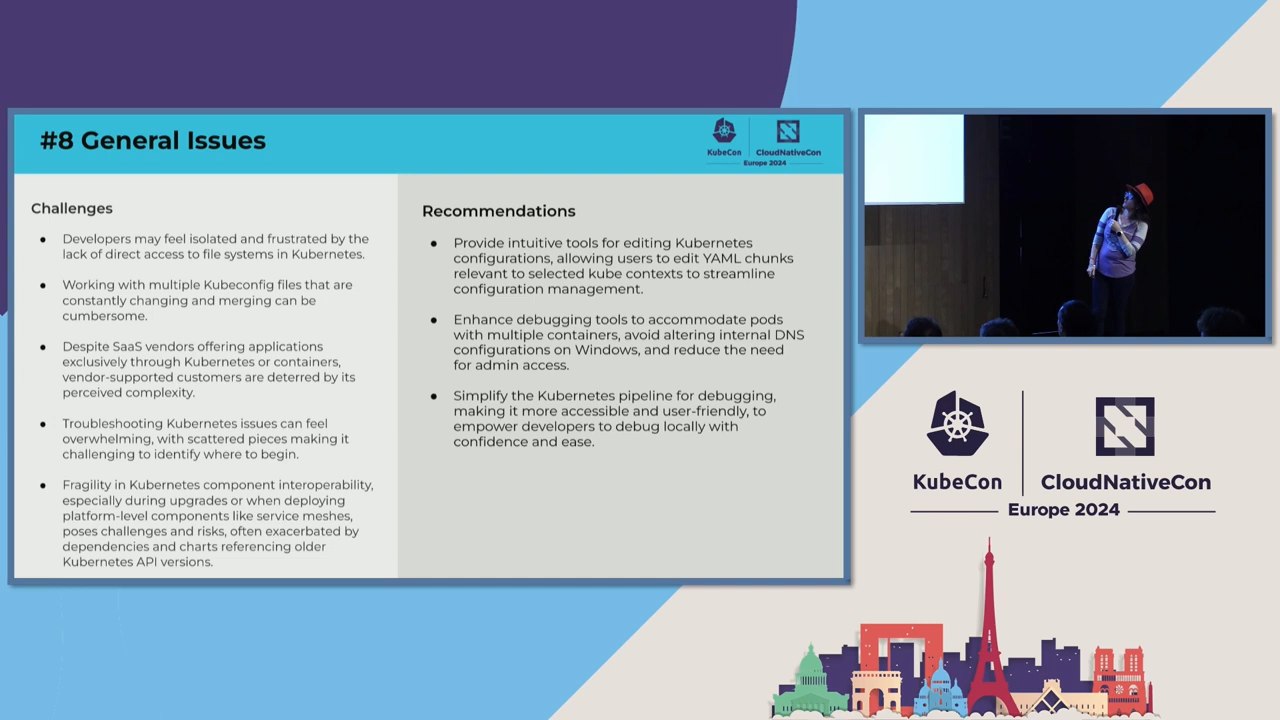 #8 General Issues
KubeCon
CloudNativeCon
Europe 2024
Challenges
● Developers may feel isolated and frustrated by the
lack of direct access to file systems in Kubernetes.
● Working with multiple Kubeconfig files that are
constantly changing and merging can be
cumbersome.
● Despite SaaS vendors offering applications
exclusively through Kubernetes or containers,
vendor-supported customers are deterred by its
perceived complexity.
● Troubleshooting Kubernetes issues can feel
overwhelming, with scattered pieces making it
challenging to identify where to begin.
● Fragility in Kubernetes component interoperability,
especially during upgrades or when deploying
platform-level components like service meshes,
poses challenges and risks, often exacerbated by
dependencies and charts referencing older
Kubernetes API versions.
Recommendations
● Provide intuitive tools for editing Kubernetes
configurations, allowing users to edit YAML chunks
relevant to selected kube contexts to streamline
configuration management.
● Enhance debugging tools to accommodate pods
with multiple containers, avoid altering internal DNS
configurations on Windows, and reduce the need
for admin access.
● Simplify the Kubernetes pipeline for debugging,
making it more accessible and user-friendly, to
empower developers to debug locally with
confidence and ease.
KubeCon
CloudNativeCon
Europe 2024